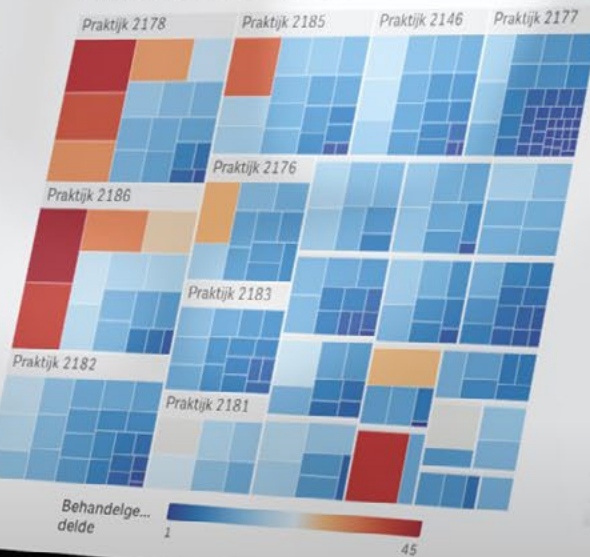 Praktijk 2178
Praktijk 2185
Praktijk 2146
Praktijk 2177
Praktijk 2176
Praktijk 2186
Praktijk 2183
Praktijk 2182
Praktijk 2181
Behandelge...
delde
1
45